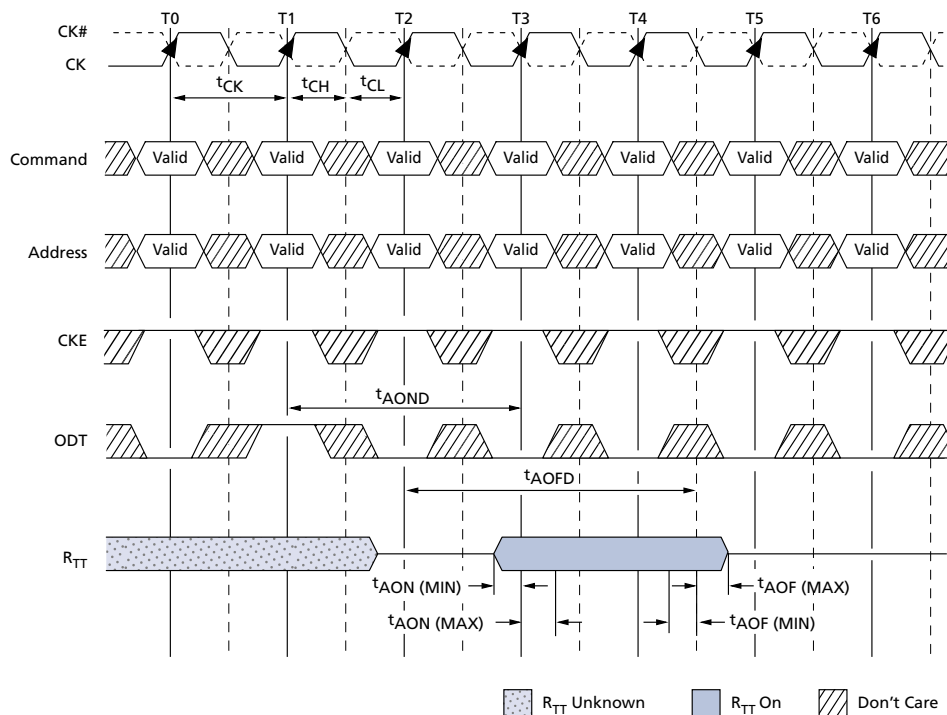 T0 T1 T2 T3 T4 T5 T6
CK#
CK
tCK tCH tCL
Command Valid Valid Valid Valid Valid Valid Valid
Address Valid Valid Valid Valid Valid Valid Valid
CKE
tAOND
ODT
tAOFD
RTT
tAON (MIN) tAOF (MAX)
tAON (MAX) tAOF (MIN)
RTT Unknown RTT On Don't Care